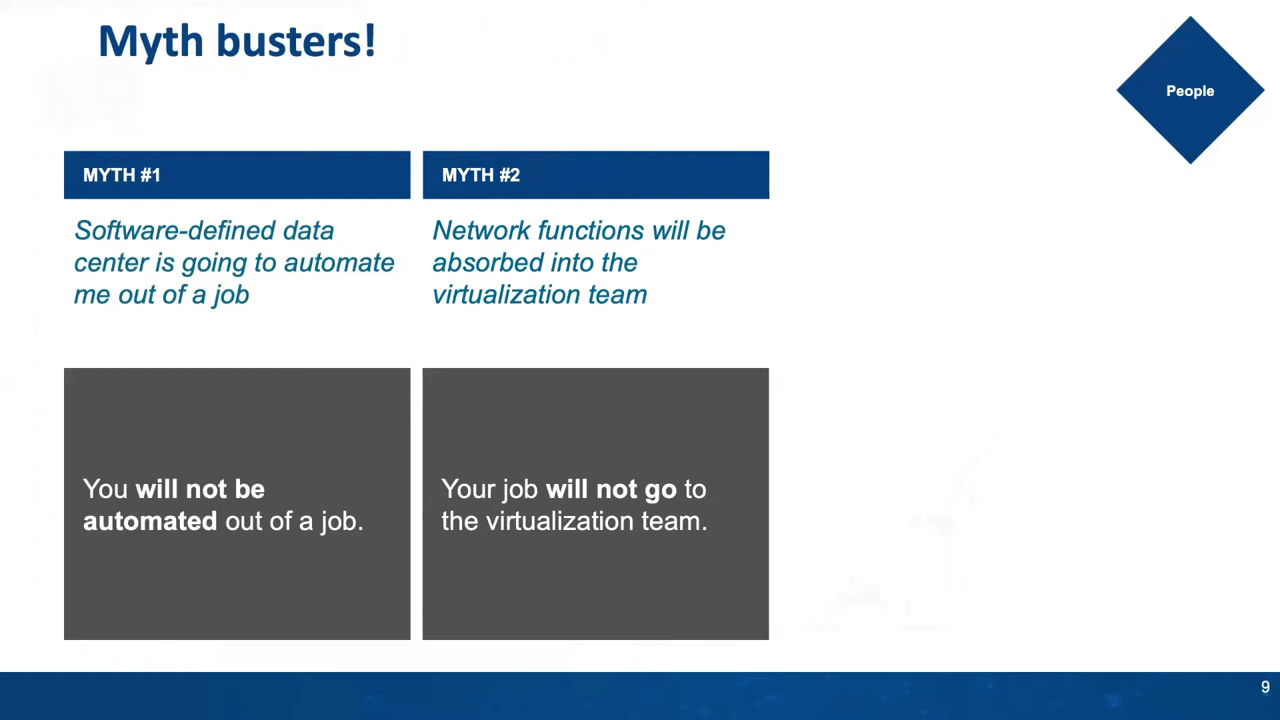 Myth busters!
People
MYTH #1
Software-defined data
center is going to automate
me out of a job
You will not be
automated out of a job.
MYTH #2
Network functions will be
absorbed into the
virtualization team
Your job will not go to
the virtualization team.
9